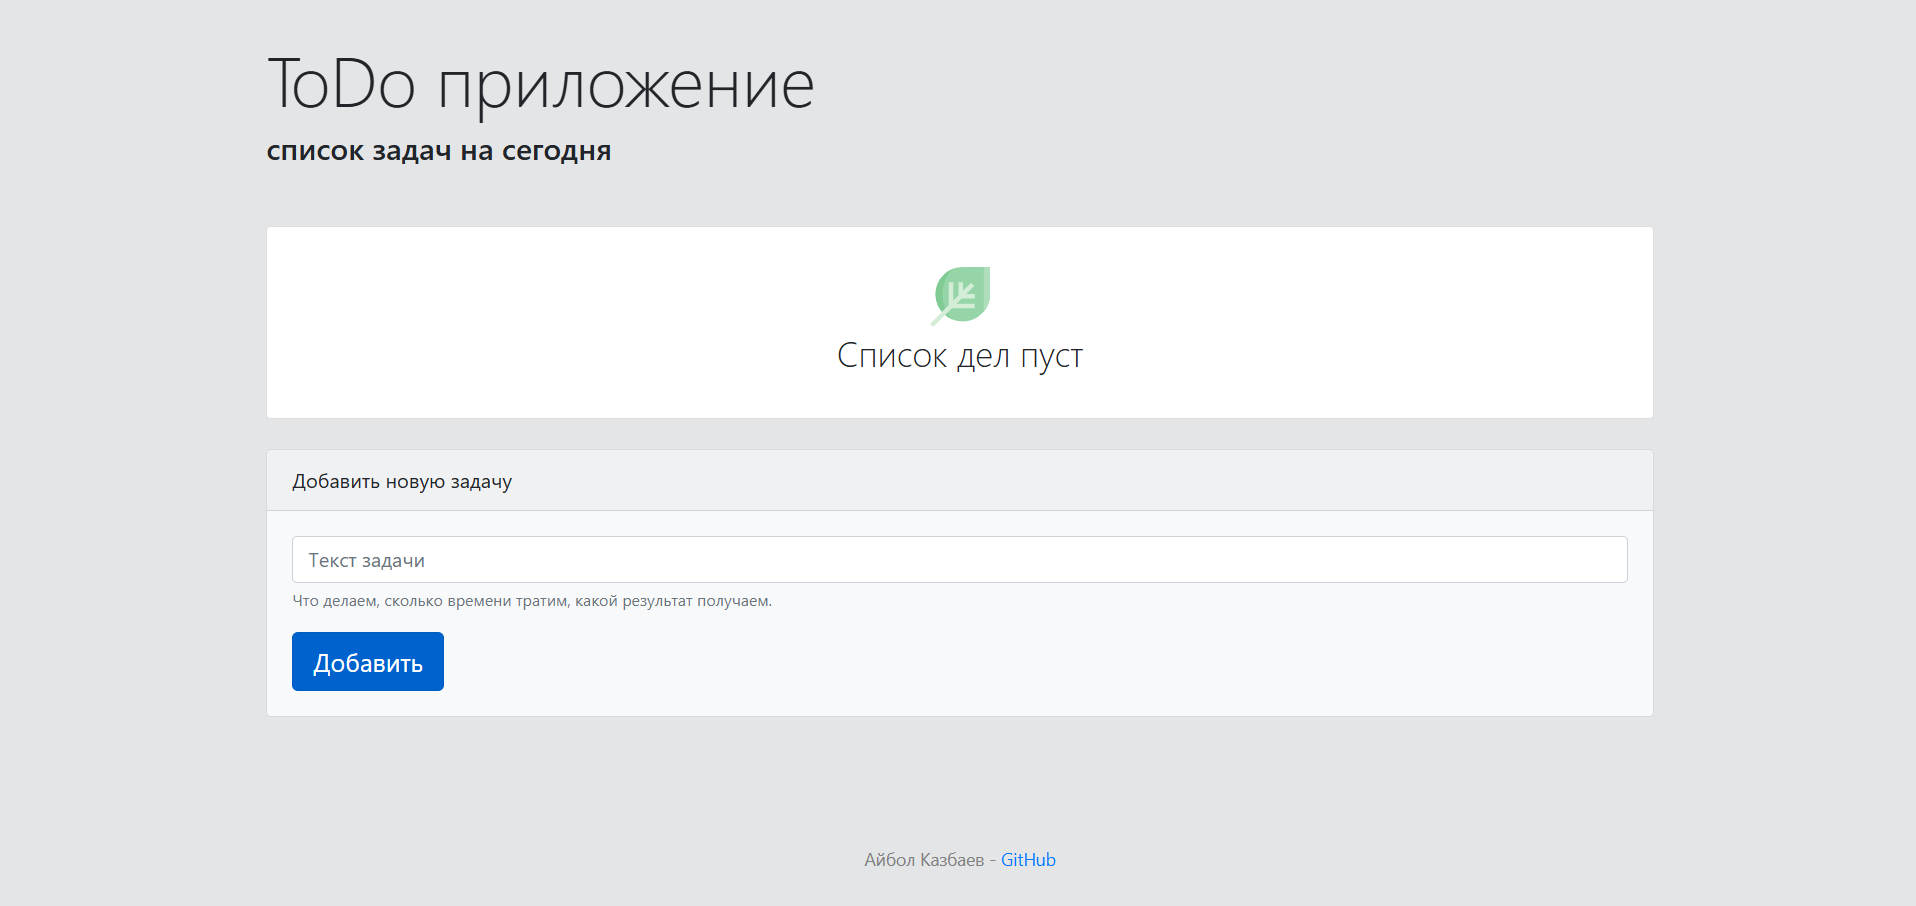 ToDo приложение
список задач на сегодня
Список дел пуст
Добавить новую задачу
Текст задачи
Что делаем, сколько времени тратим, какой результат получаем.
Добавить
Айбол Казбаев - GitHub